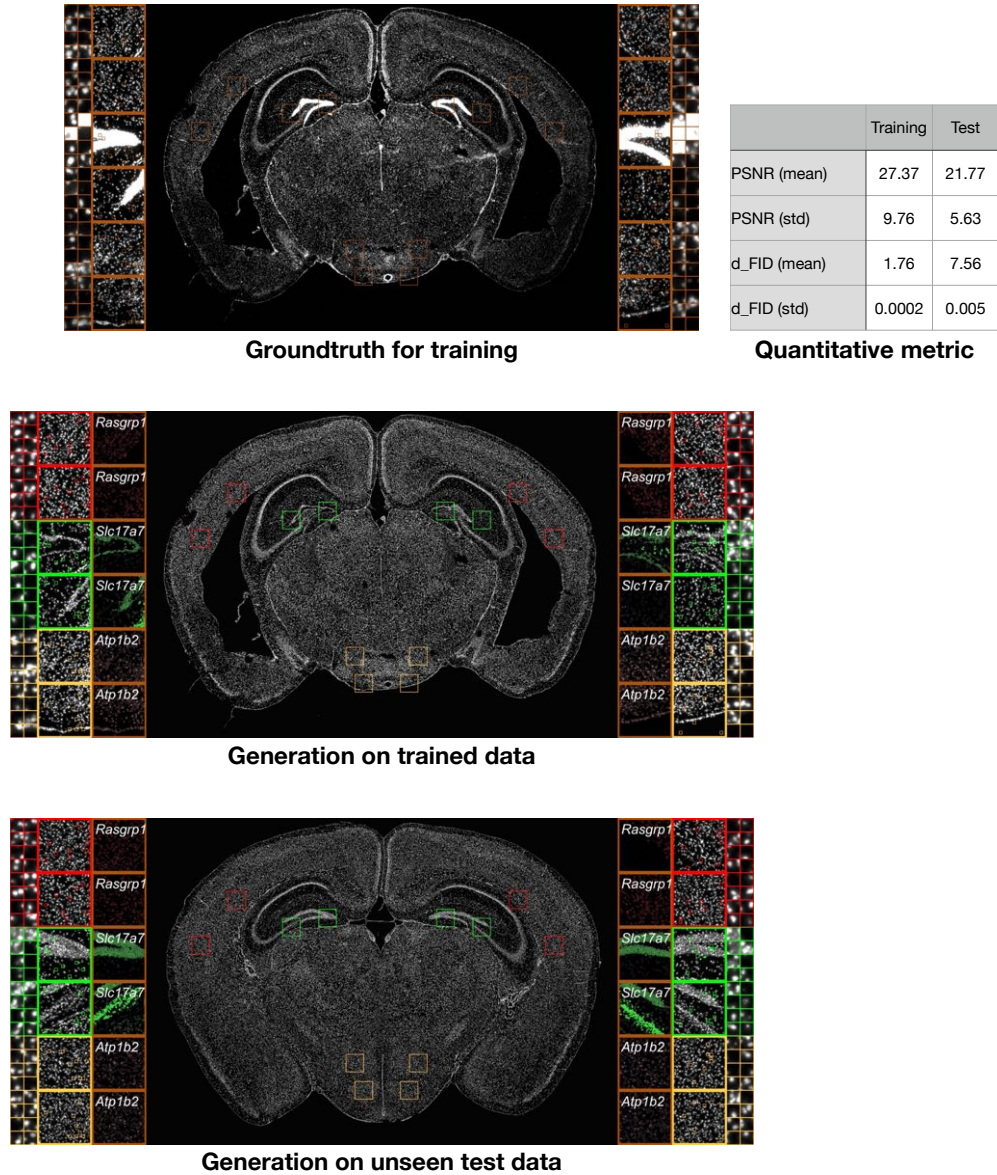 Training Test
PSNR (mean) 27.37 21.77
PSNR (std) 9.76 5.63
d_FID (mean) 1.76 7.56
d_FID (std) 0.0002 0.005
Groundtruth for training
Quantitative metric
Rasgrp1 Rasgrp1
Rasgrp1 Rasgrp1
Slc17a7 Slc17a7
Slc17a7 Slc17a7
Atp1b2 Atp1b2
Atp1b2 Atp1b2
Generation on trained data
Rasgrp1 Rasgrp1
Rasgrp1 Rasgrp1
Slc17a7 Slc17a7
Slc17a7 Slc17a7
Atp1b2 Atp1b2
Atp1b2 Atp1b2
Generation on unseen test data